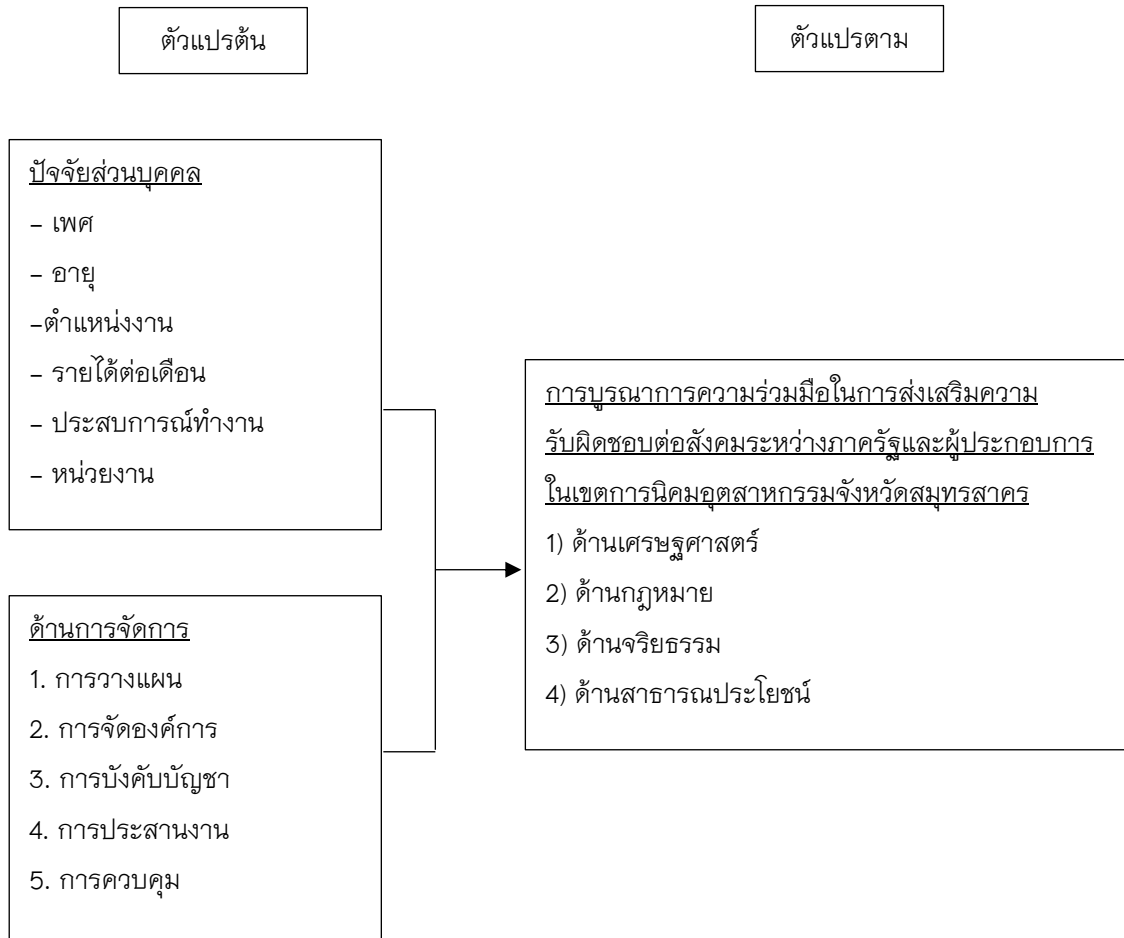 ตัวแปรต้น
ตัวแปรตาม
ปัจจัยส่วนบุคคล
- เพศ
- อายุ
-ตำแหน่งงาน
- รายได้ต่อเดือน
- ประสบการณ์ทำงาน
- หน่วยงาน
ด้านการจัดการ
1. การวางแผน
2. การจัดองค์การ
3. การบังคับบัญชา
4. การประสานงาน
5. การควบคุม
การบูรณาการความร่วมมือในการส่งเสริมความ
รับผิดชอบต่อสังคมระหว่างภาครัฐและผู้ประกอบการ
ในเขตการนิคมอุตสาหกรรมจังหวัดสมุทรสาคร
1) ด้านเศรษฐศาสตร์
2) ด้านกฎหมาย
3) ด้านจริยธรรม
4) ด้านสาธารณประโยชน์